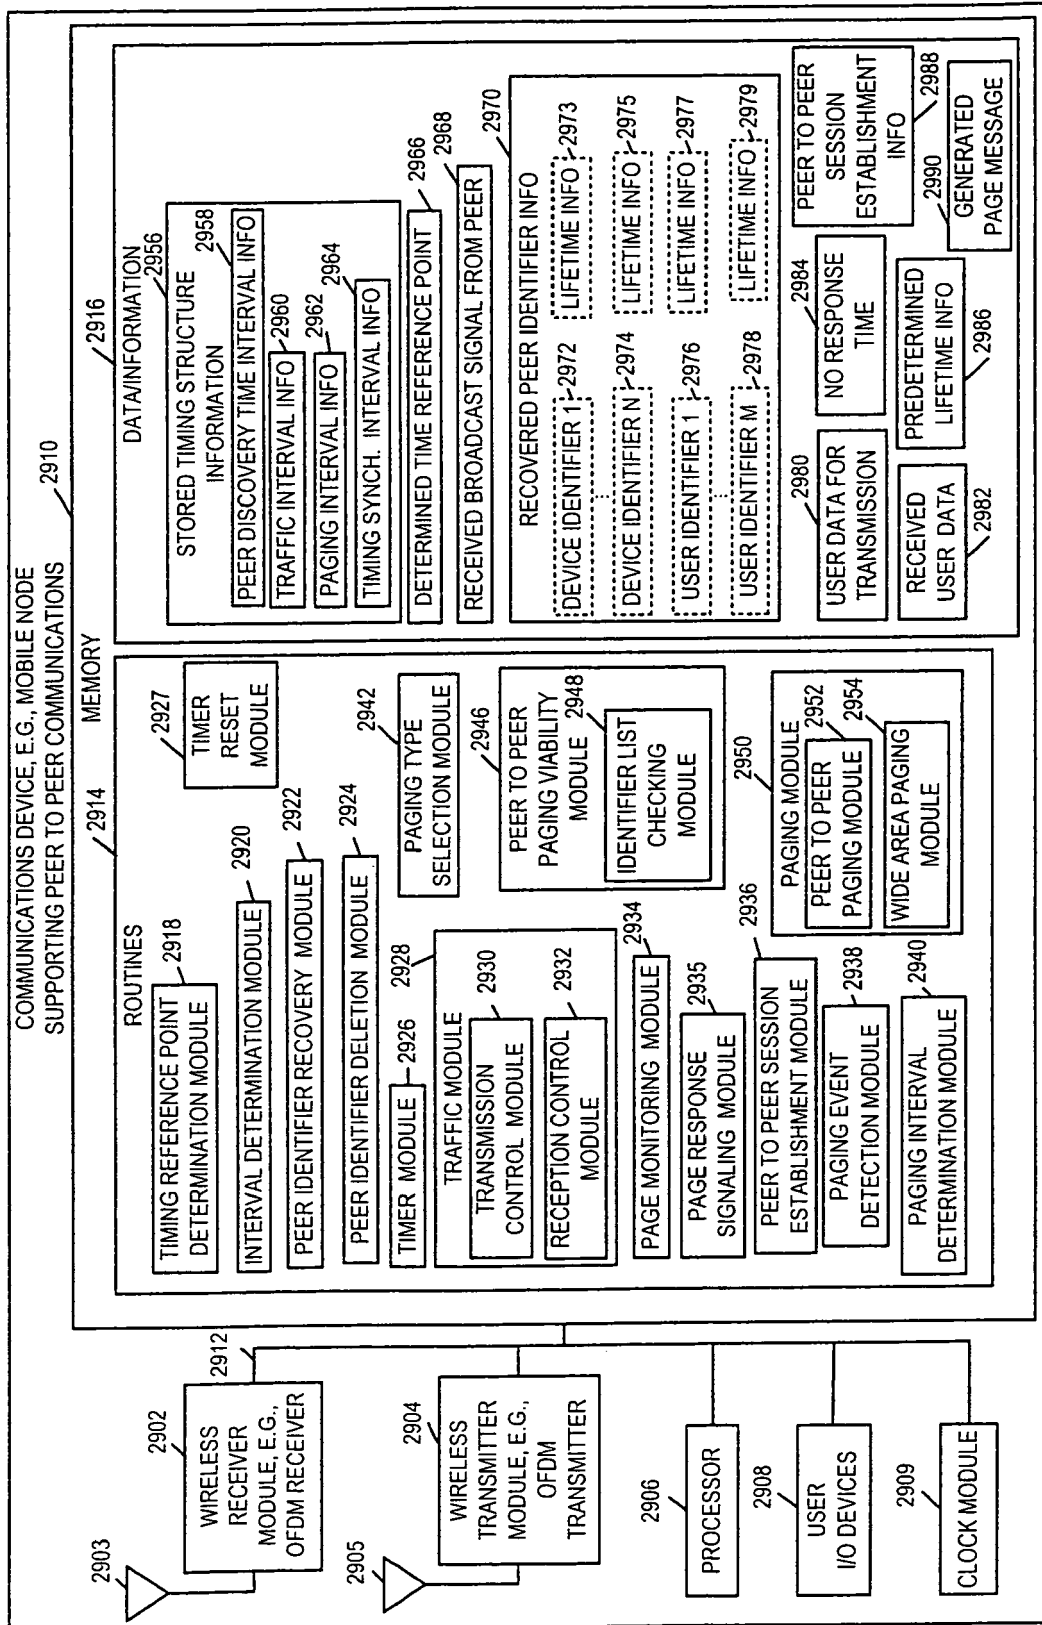 COMMUNICATIONS DEVICE, E.G., MOBILE NODE
SUPPORTING PEER TO PEER COMMUNICATIONS
2910
2903
2902
WIRELESS
RECEIVER
MODULE, E.G.,
OFDM RECEIVER
2912
2905
2904
WIRELESS
TRANSMITTER
MODULE, E.G.,
OFDM
TRANSMITTER
2906
PROCESSOR
2908
USER
I/O DEVICES
2909
CLOCK MODULE
MEMORY
2914
ROUTINES
2918
TIMING REFERENCE POINT
DETERMINATION MODULE
2920
INTERVAL DETERMINATION MODULE
2922
PEER IDENTIFIER RECOVERY MODULE
2924
PEER IDENTIFIER DELETION MODULE
2926
TIMER MODULE
2927
TIMER
RESET
MODULE
2928
TRAFFIC MODULE
2930
TRANSMISSION
CONTROL MODULE
2932
RECEPTION CONTROL
MODULE
2934
PAGE MONITORING MODULE
2935
PAGE RESPONSE
SIGNALING MODULE
2936
PEER TO PEER SESSION
ESTABLISHMENT MODULE
2938
PAGING EVENT
DETECTION MODULE
2940
PAGING INTERVAL
DETERMINATION MODULE
2942
PAGING TYPE
SELECTION MODULE
2946
PEER TO PEER
PAGING VIABILITY
MODULE
2948
IDENTIFIER LIST
CHECKING
MODULE
2950
PAGING MODULE
2952
PEER TO PEER
PAGING MODULE
2954
WIDE AREA PAGING
MODULE
2916
DATA/INFORMATION
2956
STORED TIMING STRUCTURE
INFORMATION
2958
PEER DISCOVERY TIME INTERVAL INFO
2960
TRAFFIC INTERVAL INFO
2962
PAGING INTERVAL INFO
2964
TIMING SYNCH. INTERVAL INFO
2966
DETERMINED TIME REFERENCE POINT
2968
RECEIVED BROADCAST SIGNAL FROM PEER
2970
RECOVERED PEER IDENTIFIER INFO
2972
DEVICE IDENTIFIER 1
2973
LIFETIME INFO
2974
DEVICE IDENTIFIER N
2975
LIFETIME INFO
2976
USER IDENTIFIER 1
2977
LIFETIME INFO
2978
USER IDENTIFIER M
2979
LIFETIME INFO
2980
USER DATA FOR
TRANSMISSION
2982
RECEIVED
USER DATA
2984
NO RESPONSE
TIME
2986
PREDETERMINED
LIFETIME INFO
PEER TO PEER
SESSION
ESTABLISHMENT
INFO
2988
2990
GENERATED
PAGE MESSAGE